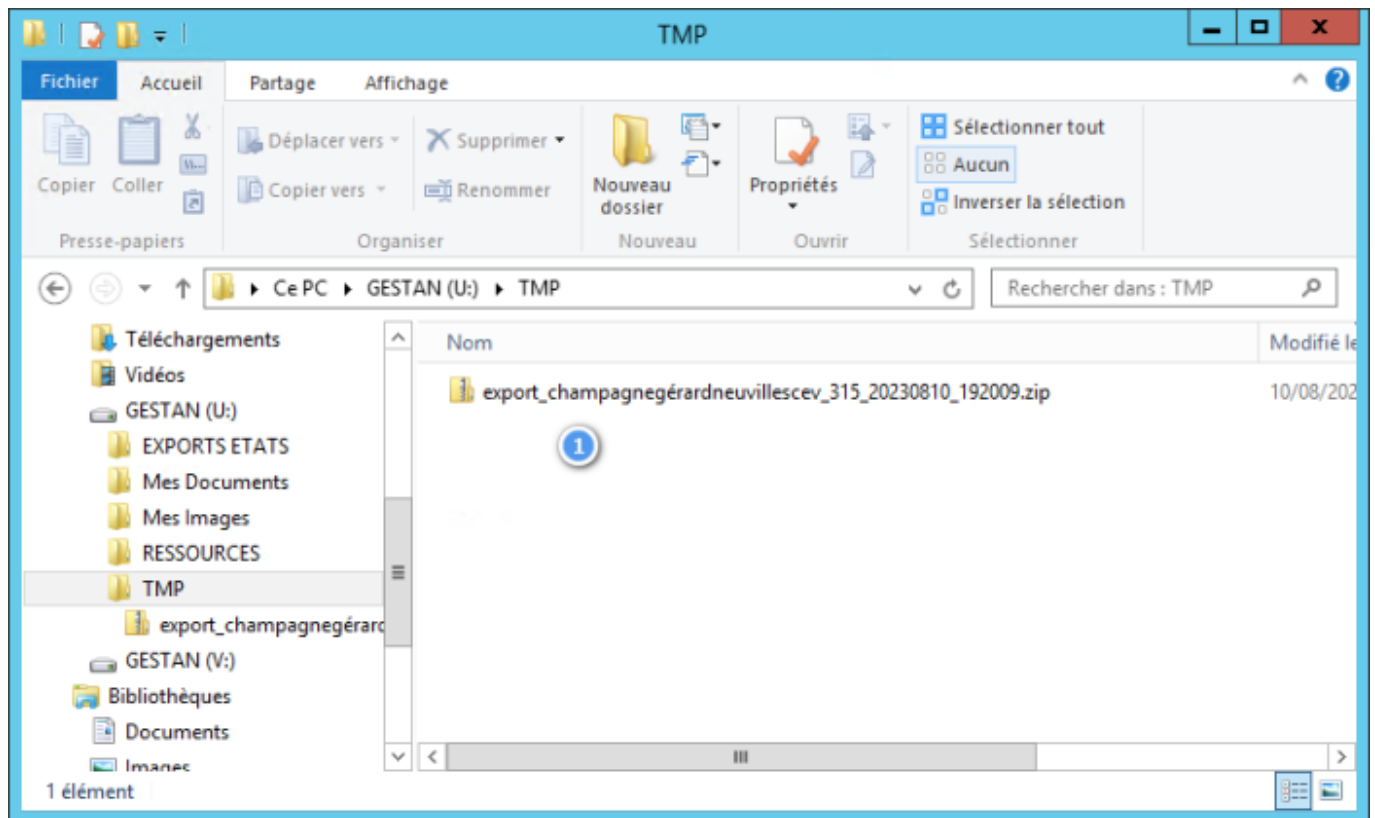 TMP
Fichier Accueil Partage Affichage
Copier Coller Déplacer vers Supprimer Nouveau dossier Propriétés Sélectionner tout
Copier vers Renommer Aucun
Inverser la sélection
Presse-papiers Organiser Nouveau Ouvrir Sélectionner
Ce PC GESTAN (U:) TMP Rechercher dans : TMP
Téléchargements
Vidéos
GESTAN (U:)
EXPORTS ETATS
Mes Documents
Mes Images
RESSOURCES
TMP
export_champagnegérard
GESTAN (V:)
Bibliothèques
Documents
Images
Nom Modifié le
export_champagnegérardneuvillescev_315_20230810_192009.zip 10/08/202
1
1 élément